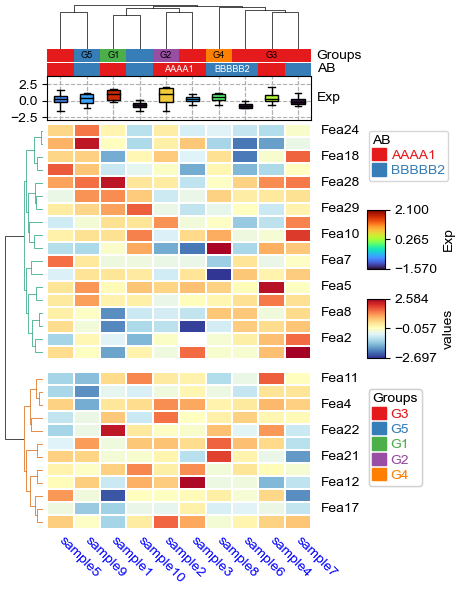 G5 G1 G2 G4 G3 Groups
AAAA1 BBBBB2 AB
2.5
0.0
−2.5
Exp
Fea24
Fea18
Fea28
Fea29
Fea10
Fea7
Fea5
Fea8
Fea2
Fea11
Fea4
Fea22
Fea21
Fea12
Fea17
sample5
sample9
sample1
sample10
sample2
sample3
sample8
sample6
sample4
sample7
AB
AAAA1
BBBBB2
2.100
0.265
−1.570
Exp
2.584
−0.057
−2.697
values
Groups
G3
G5
G1
G2
G4